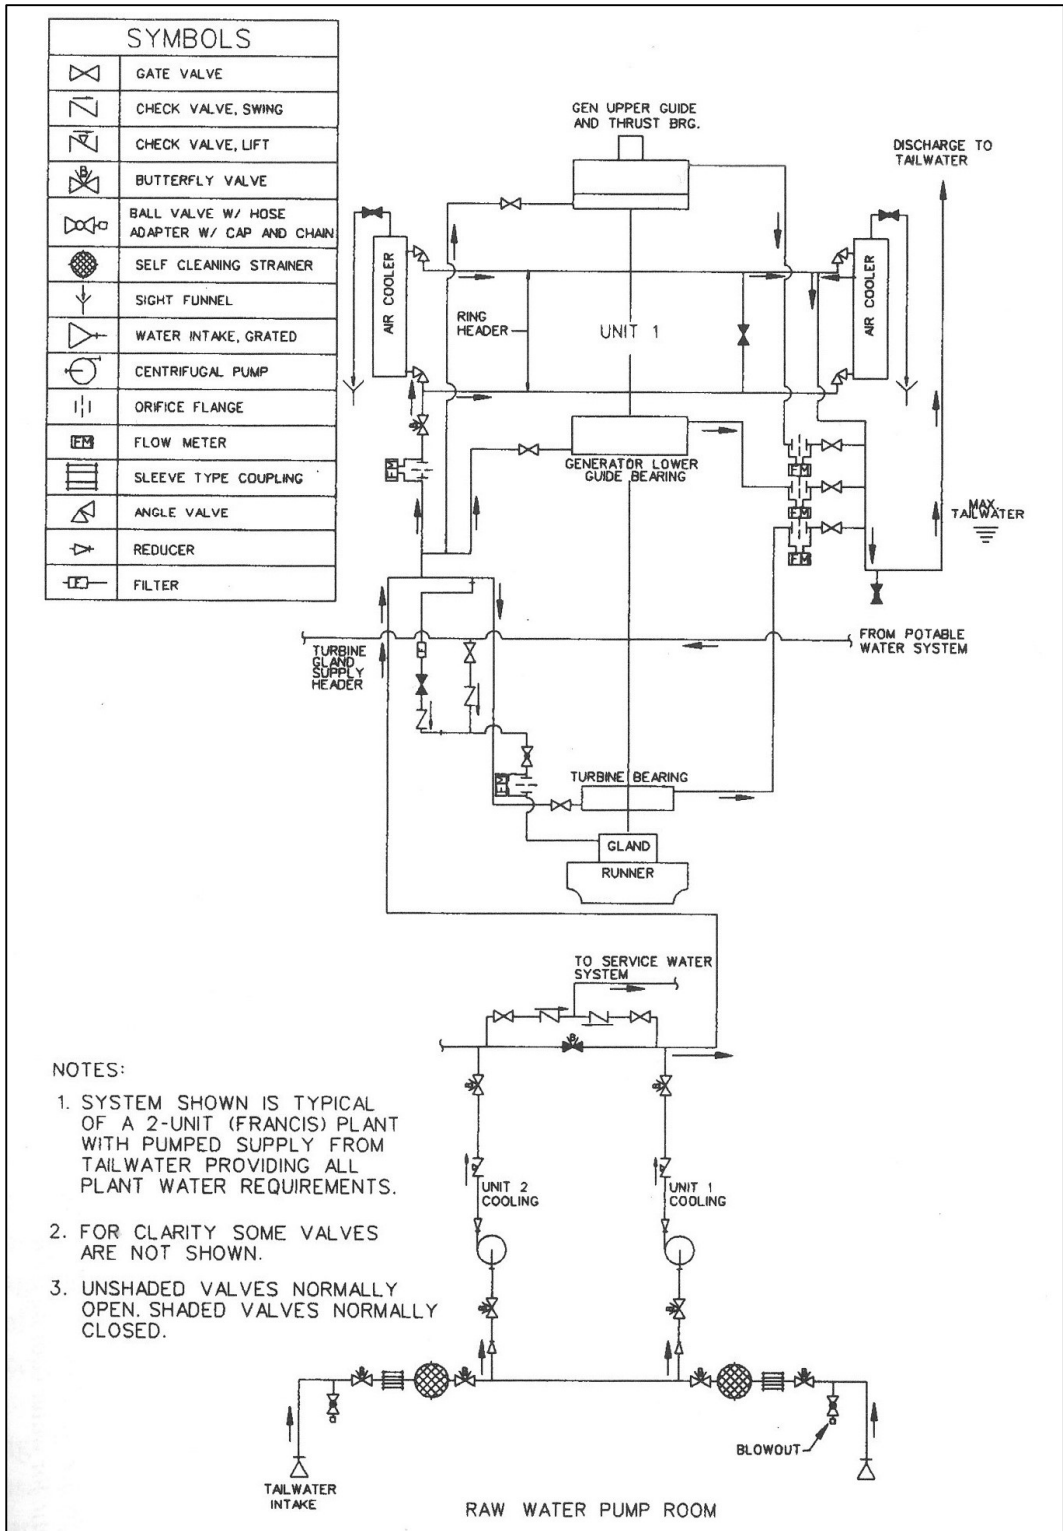 SYMBOLS
GATE VALVE
CHECK VALVE, SWING
CHECK VALVE, LIFT
B
BUTTERFLY VALVE
BALL VALVE W/ HOSE
ADAPTER W/ CAP AND CHAIN
SELF CLEANING STRAINER
SIGHT FUNNEL
WATER INTAKE, GRATED
CENTRIFUGAL PUMP
ORIFICE FLANGE
FM
FLOW METER
SLEEVE TYPE COUPLING
ANGLE VALVE
REDUCER
F
FILTER
GEN UPPER GUIDE
AND THRUST BRG.
DISCHARGE TO
TAILWATER
AIR COOLER
RING
HEADER
UNIT 1
AIR COOLER
B
FM
GENERATOR LOWER
GUIDE BEARING
FM
FM
FM
MAX.
TAILWATER
TURBINE
GLAND
SUPPLY
HEADER
F
FROM POTABLE
WATER SYSTEM
FM
TURBINE BEARING
GLAND
RUNNER
TO SERVICE WATER
SYSTEM
B
B
B
UNIT 2
COOLING
UNIT 1
COOLING
B
B
B
B
B
B
BLOWOUT
TAILWATER
INTAKE
RAW WATER PUMP ROOM
NOTES:
1. SYSTEM SHOWN IS TYPICAL
OF A 2-UNIT (FRANCIS) PLANT
WITH PUMPED SUPPLY FROM
TAILWATER PROVIDING ALL
PLANT WATER REQUIREMENTS.
2. FOR CLARITY SOME VALVES
ARE NOT SHOWN.
3. UNSHADED VALVES NORMALLY
OPEN. SHADED VALVES NORMALLY
CLOSED.